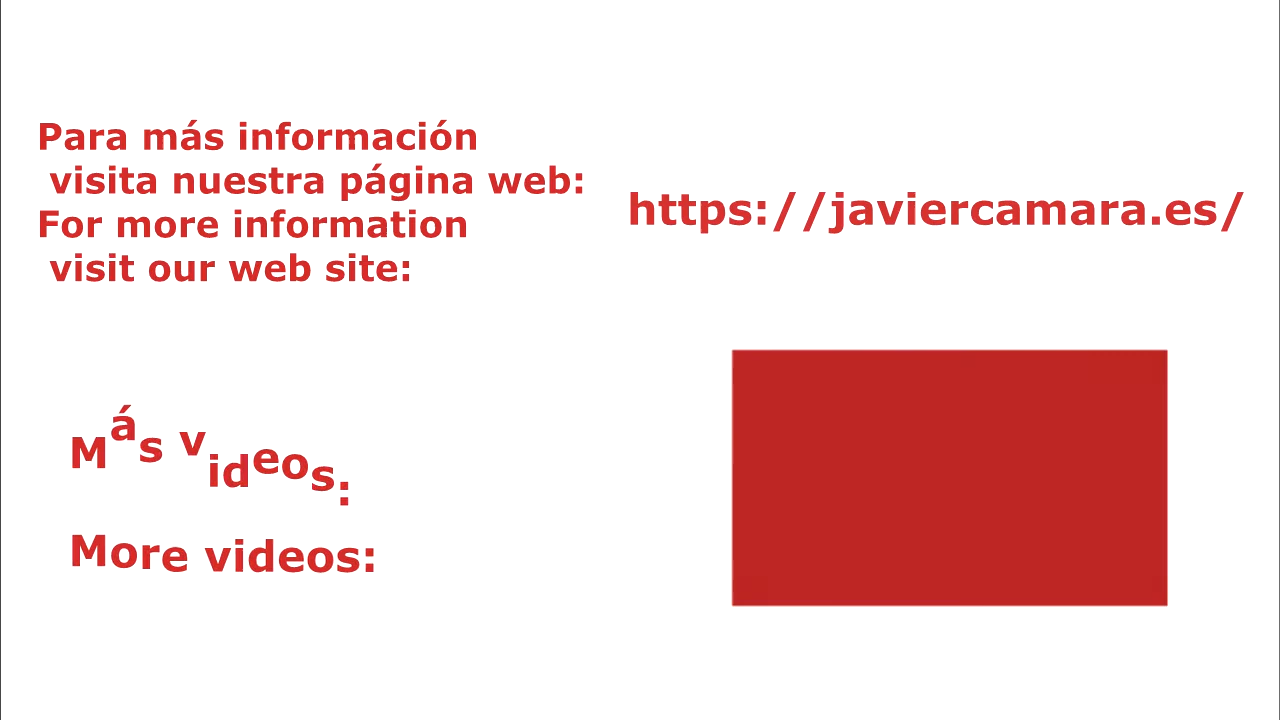 Para más información
visita nuestra página web:
For more information
visit our web site:
https://javiercamara.es/
Más videos:
More videos: